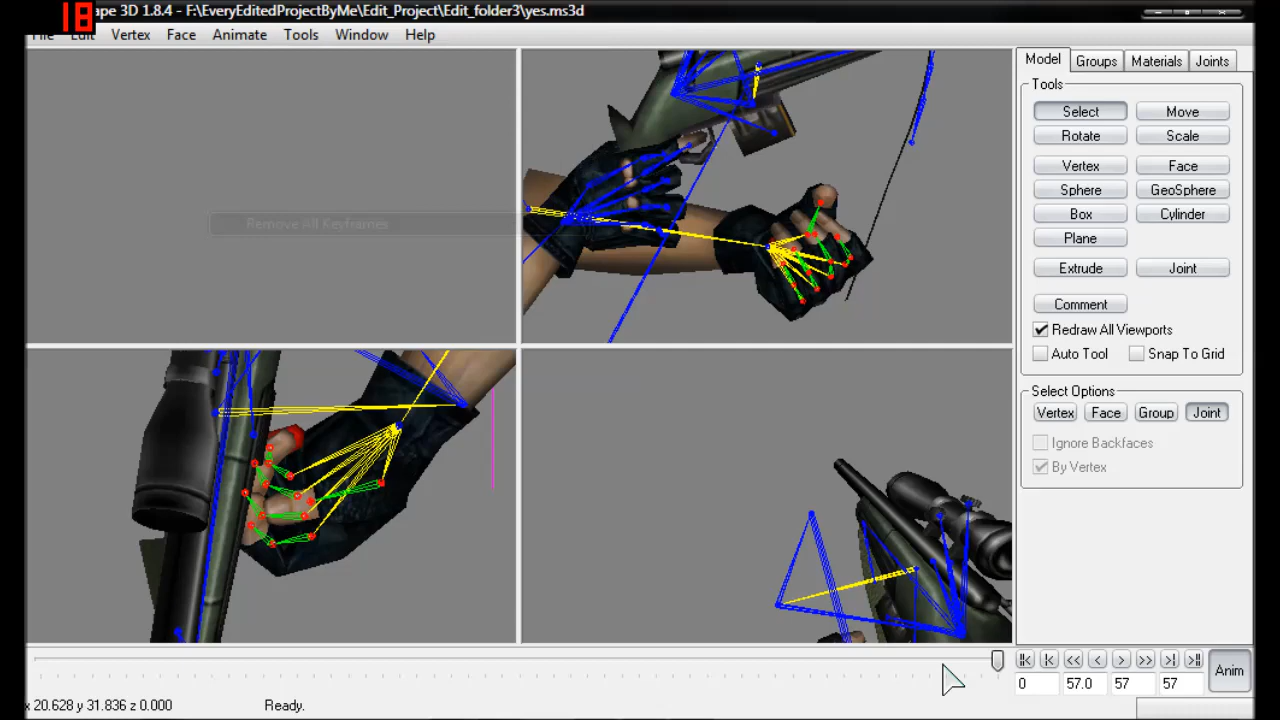 18
ape 3D 1.8.4 - F:\EveryEditedProjectByMe\Edit_Project\Edit_folder3\yes.ms3d
File Edit Vertex Face Animate Tools Window Help
Model Groups Materials Joints
Tools
Select Move
Rotate Scale
Vertex Face
Sphere GeoSphere
Box Cylinder
Plane
Extrude Joint
Comment
Redraw All Viewports
Auto Tool Snap To Grid
Select Options
Vertex Face Group Joint
Ignore Backfaces
By Vertex
Remove All Keyframes
0 57.0 57 57 Anim
x 20.628 y 31.836 z 0.000 Ready.